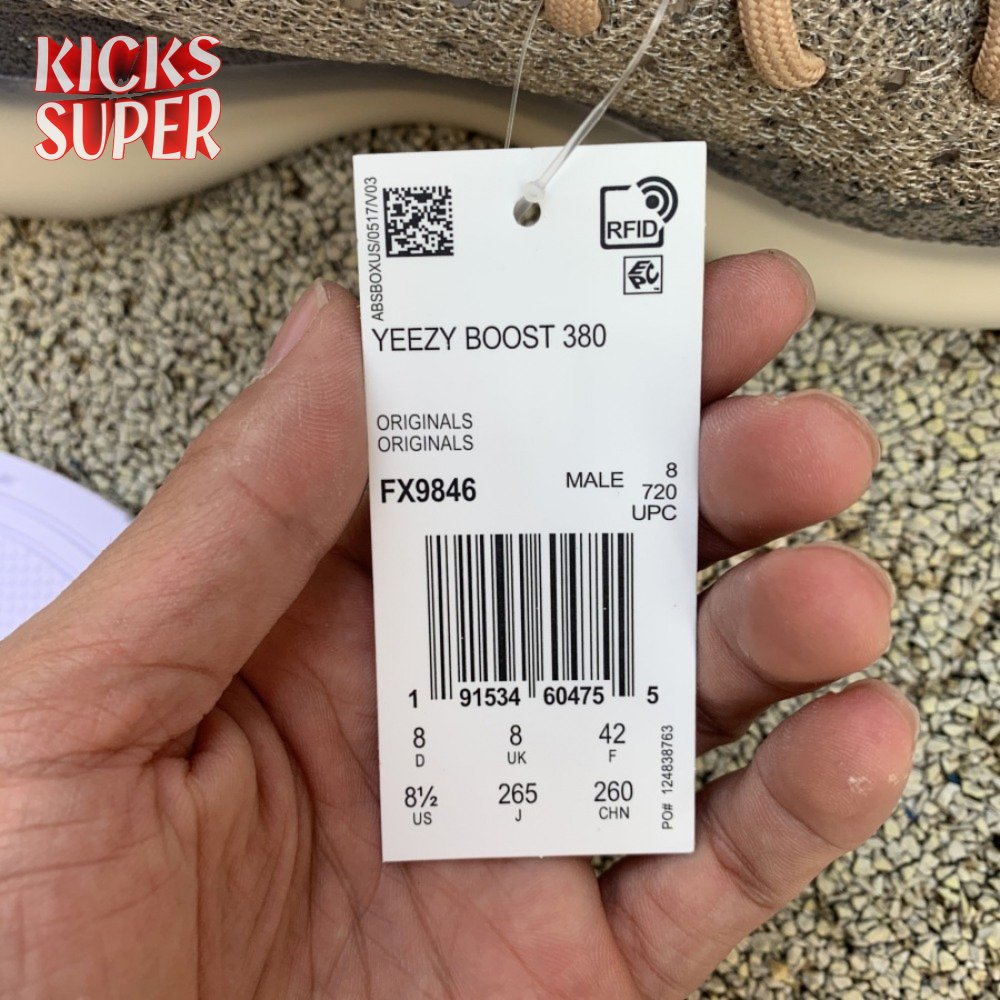 KICKS
SUPER
ABSBOXUS/0517/V03
RFID
EPC
YEEZY BOOST 380
ORIGINALS
ORIGINALS
FX9846
MALE 8
720
UPC
1 91534 60475 5
8 8 42
D UK F
8½ 265 260
US J CHN
PO# 124838763